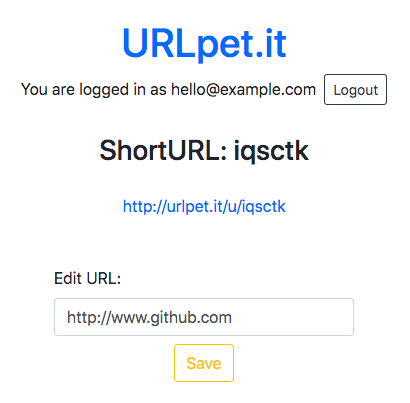 URLpet.it
You are logged in as hello@example.com Logout
ShortURL: iqsctk
http://urlpet.it/u/iqsctk
Edit URL:
http://www.github.com
Save